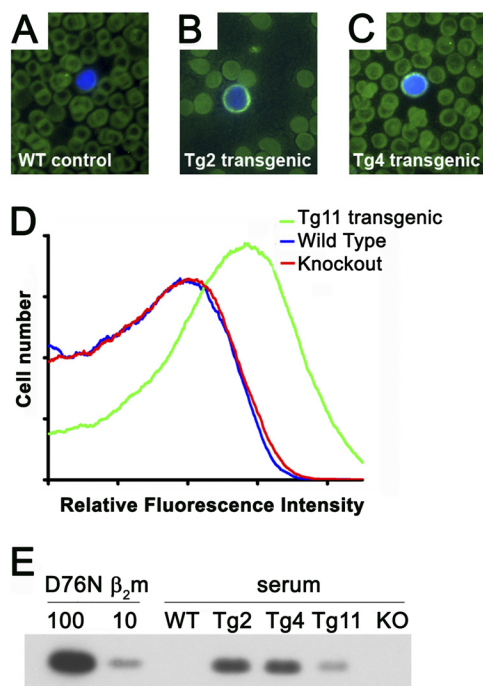 A B C
WT control Tg2 transgenic Tg4 transgenic
D
Tg11 transgenic
Wild Type
Knockout
Cell number
Relative Fluorescence Intensity
E
D76N β₂m serum
100 10 WT Tg2 Tg4 Tg11 KO